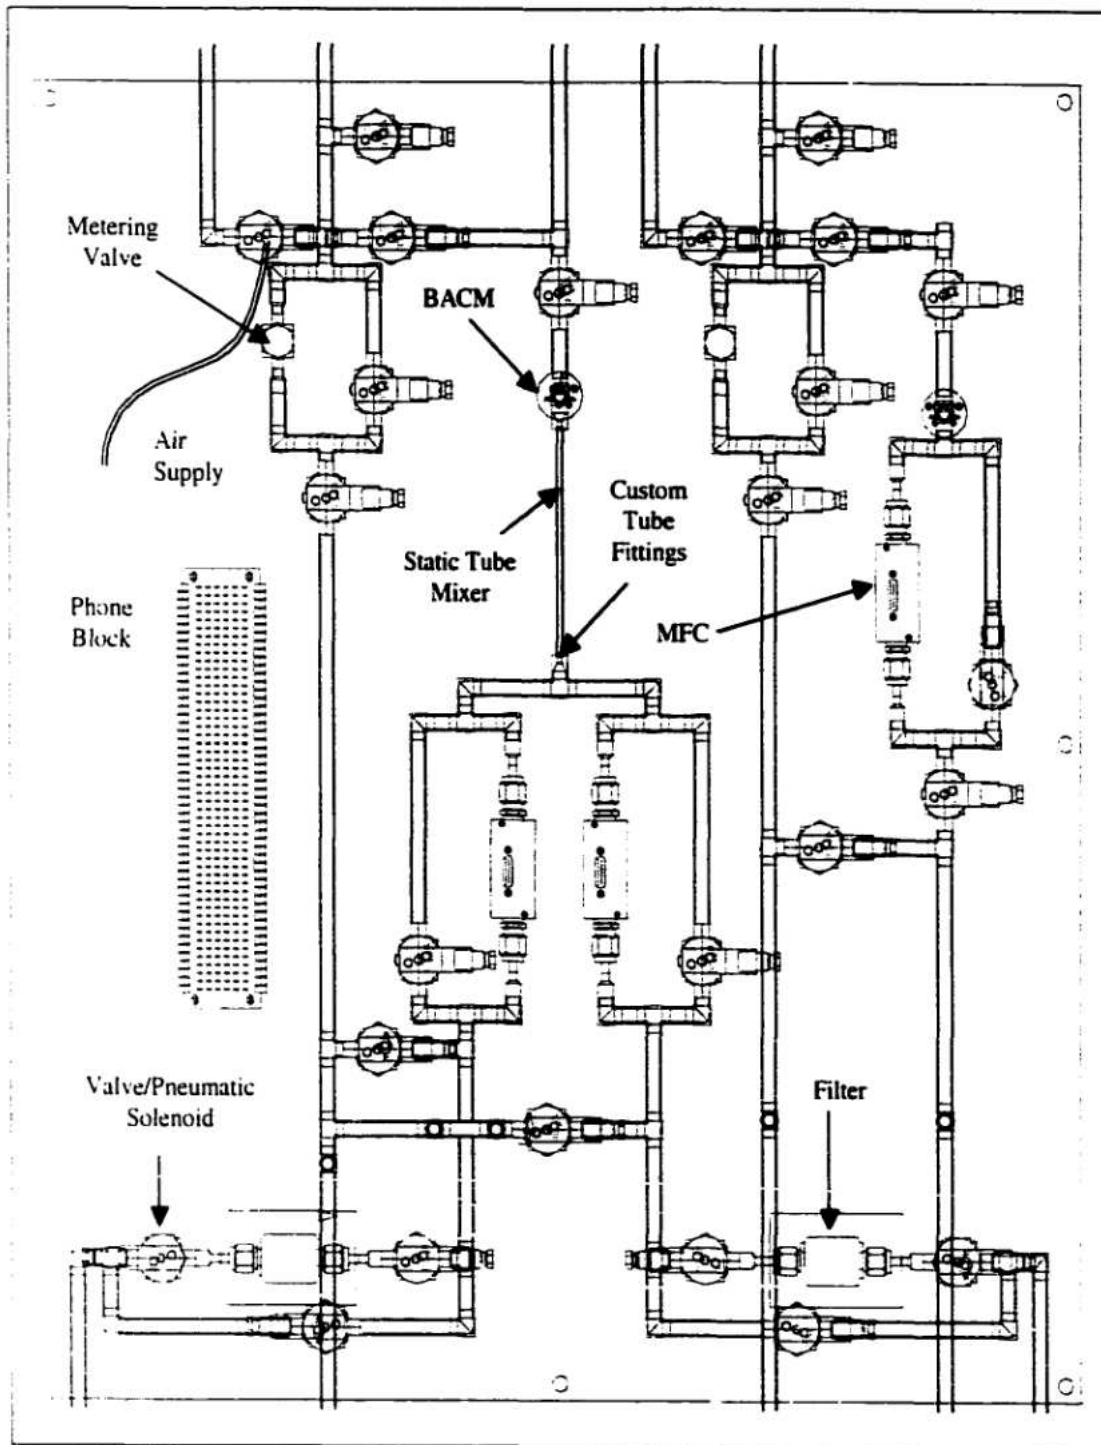 Metering
Valve
BACM
Air
Supply
Custom
Tube
Fittings
Static Tube
Mixer
Phone
Block
MFC
Valve/Pneumatic
Solenoid
Filter